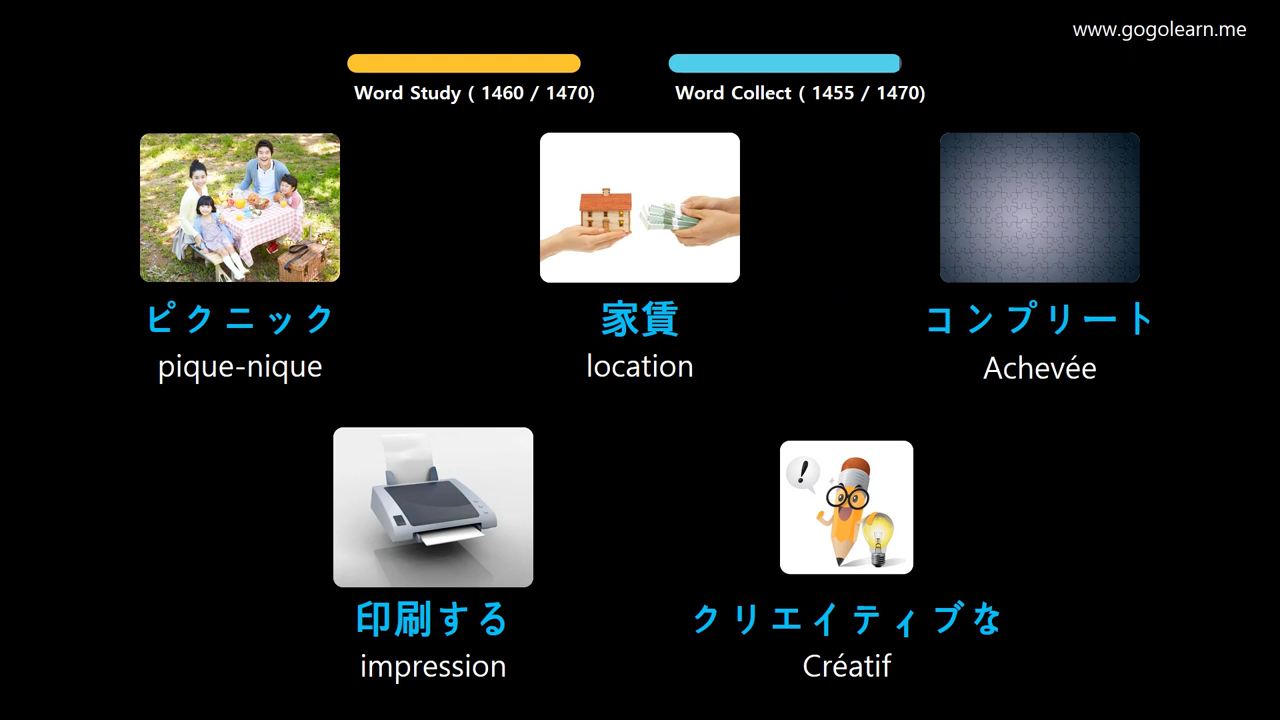 www.gogolearn.me
Word Study ( 1460 / 1470)
Word Collect ( 1455 / 1470)
ピクニック
家賃
コンプリート
pique-nique
location
Achevée
印刷する
クリエイティブな
impression
Créatif